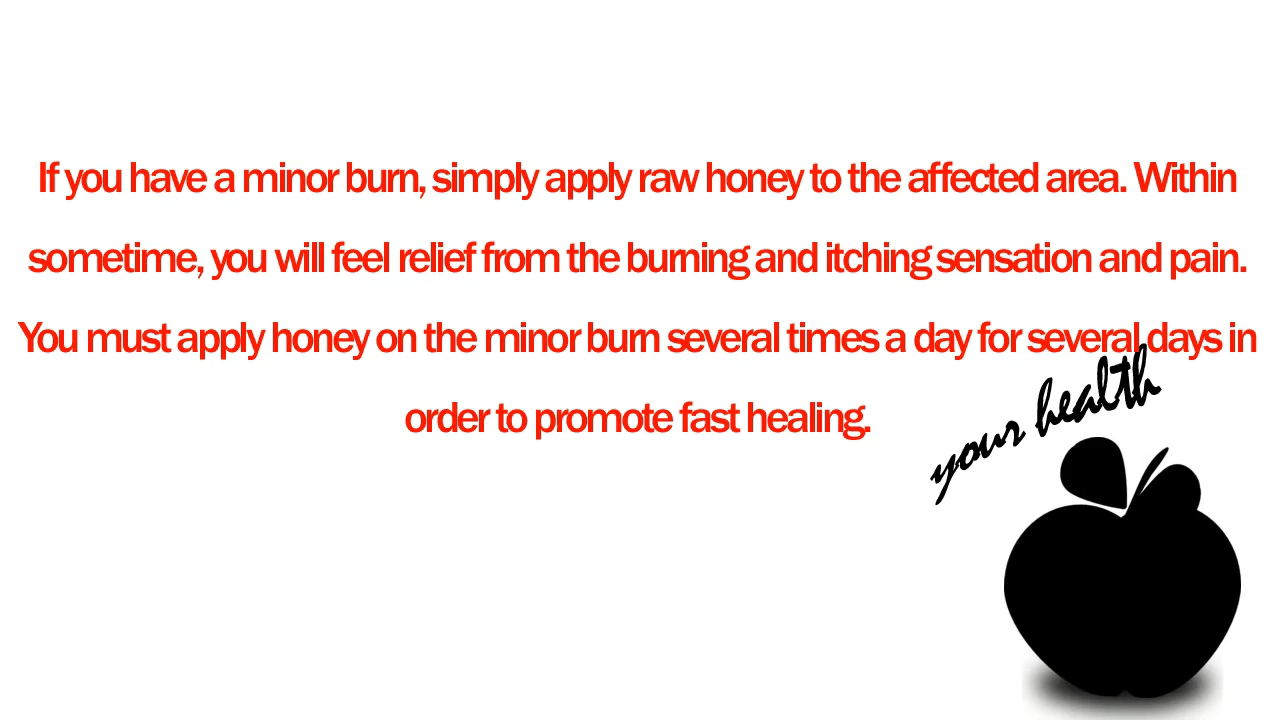 If you have a minor burn, simply apply raw honey to the affected area. Within
sometime, you will feel relief from the burning and itching sensation and pain.
You must apply honey on the minor burn several times a day for several days in
order to promote fast healing.
your health